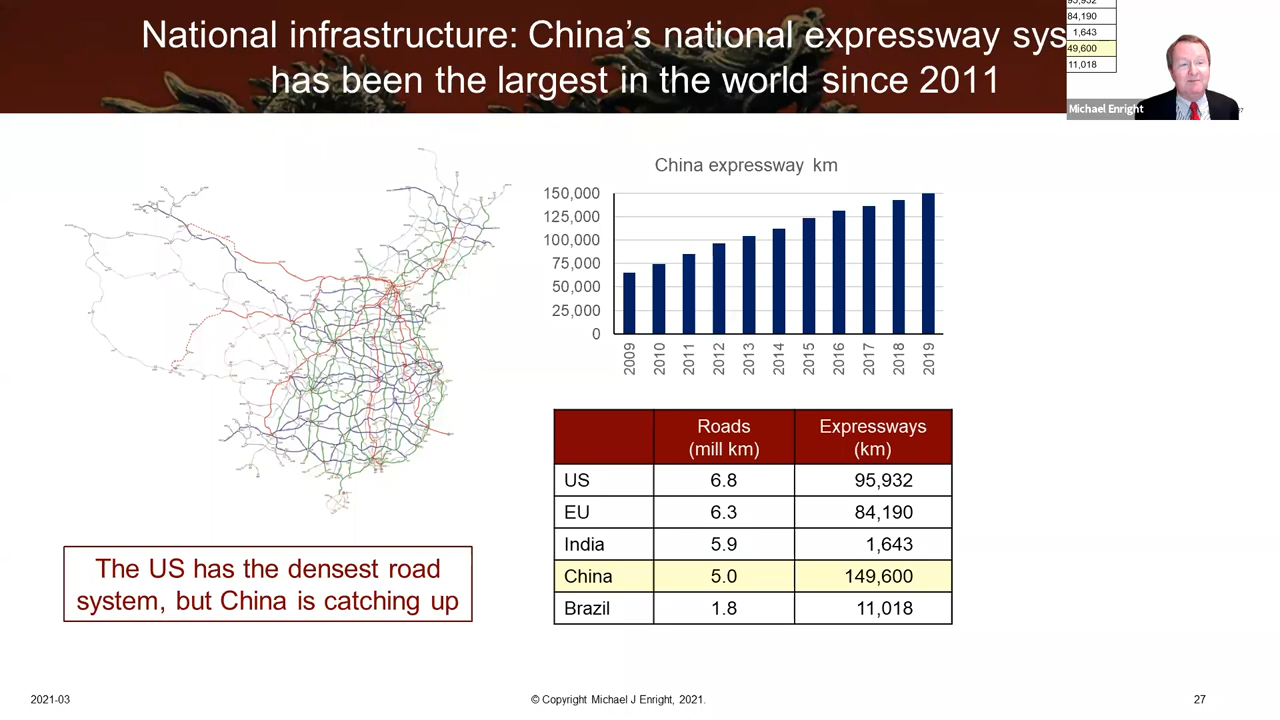 National infrastructure: China's national expressway sys
has been the largest in the world since 2011
84,190
1,643
49,600
11,018
Michael Enright
China expressway km
150,000
125,000
100,000
75,000
50,000
25,000
0
2009 2010 2011 2012 2013 2014 2015 2016 2017 2018 2019
Roads Expressways
(mill km) (km)
US 6.8 95,932
EU 6.3 84,190
India 5.9 1,643
China 5.0 149,600
Brazil 1.8 11,018
The US has the densest road
system, but China is catching up
2021-03 © Copyright Michael J Enright, 2021. 27